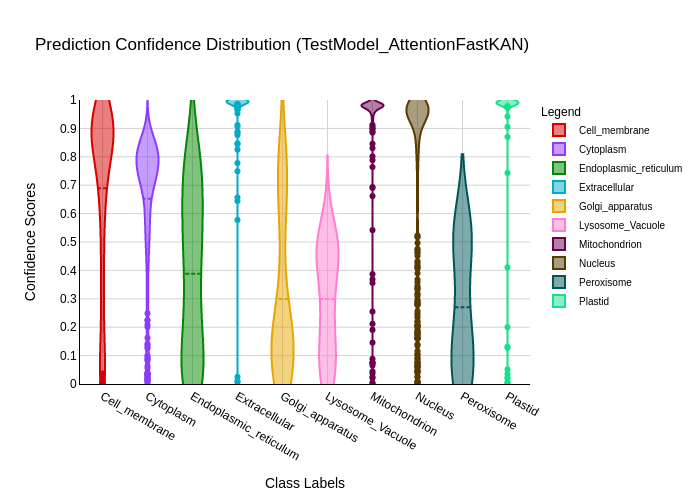 Prediction Confidence Distribution (TestModel_AttentionFastKAN)
Confidence Scores
1
0.9
0.8
0.7
0.6
0.5
0.4
0.3
0.2
0.1
0
Cell_membrane
Cytoplasm
Endoplasmic_reticulum
Extracellular
Golgi_apparatus
Lysosome_Vacuole
Mitochondrion
Nucleus
Peroxisome
Plastid
Class Labels
Legend
Cell_membrane
Cytoplasm
Endoplasmic_reticulum
Extracellular
Golgi_apparatus
Lysosome_Vacuole
Mitochondrion
Nucleus
Peroxisome
Plastid